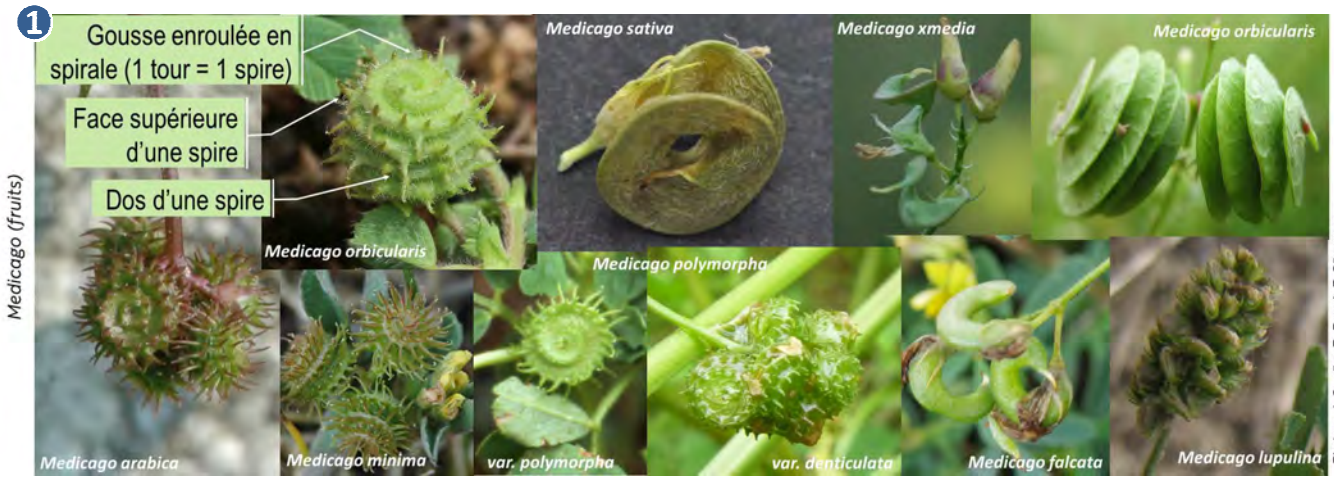 1
Gousse enroulée en
spirale (1 tour = 1 spire)
Face supérieure
d'une spire
Dos d'une spire
Medicago (fruits)
Medicago orbicularis
Medicago sativa
Medicago xmedia
Medicago orbicularis
Medicago arabica
Medicago minima
Medicago polymorpha
var. polymorpha
var. denticulata
Medicago falcata
Medicago lupulina